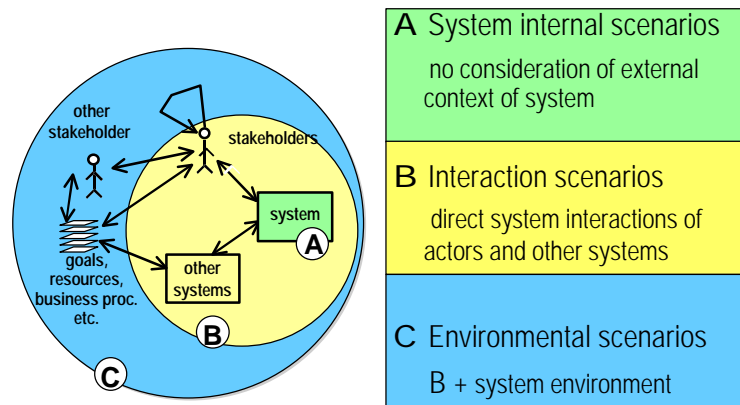 other
stakeholder
stakeholders
system
A
goals,
resources,
business proc.
etc.
other
systems
B
C
A System internal scenarios
no consideration of external
context of system
B Interaction scenarios
direct system interactions of
actors and other systems
C Environmental scenarios
B + system environment